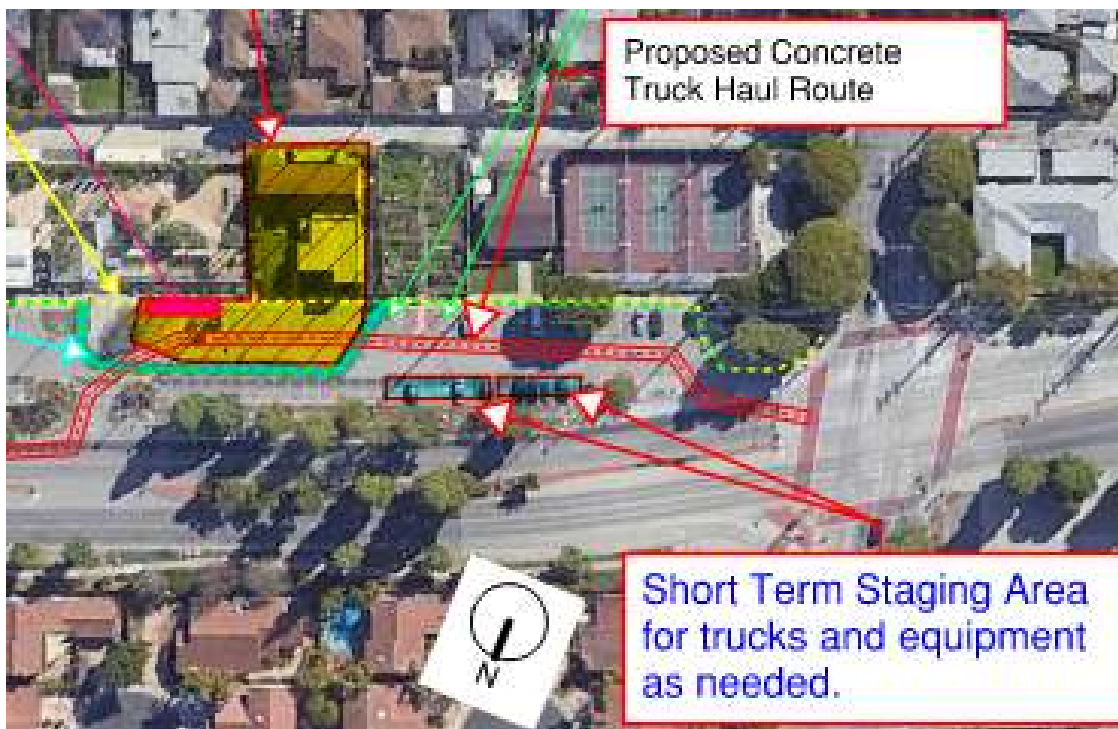 Proposed Concrete
Truck Haul Route
N
Short Term Staging Area
for trucks and equipment
as needed.